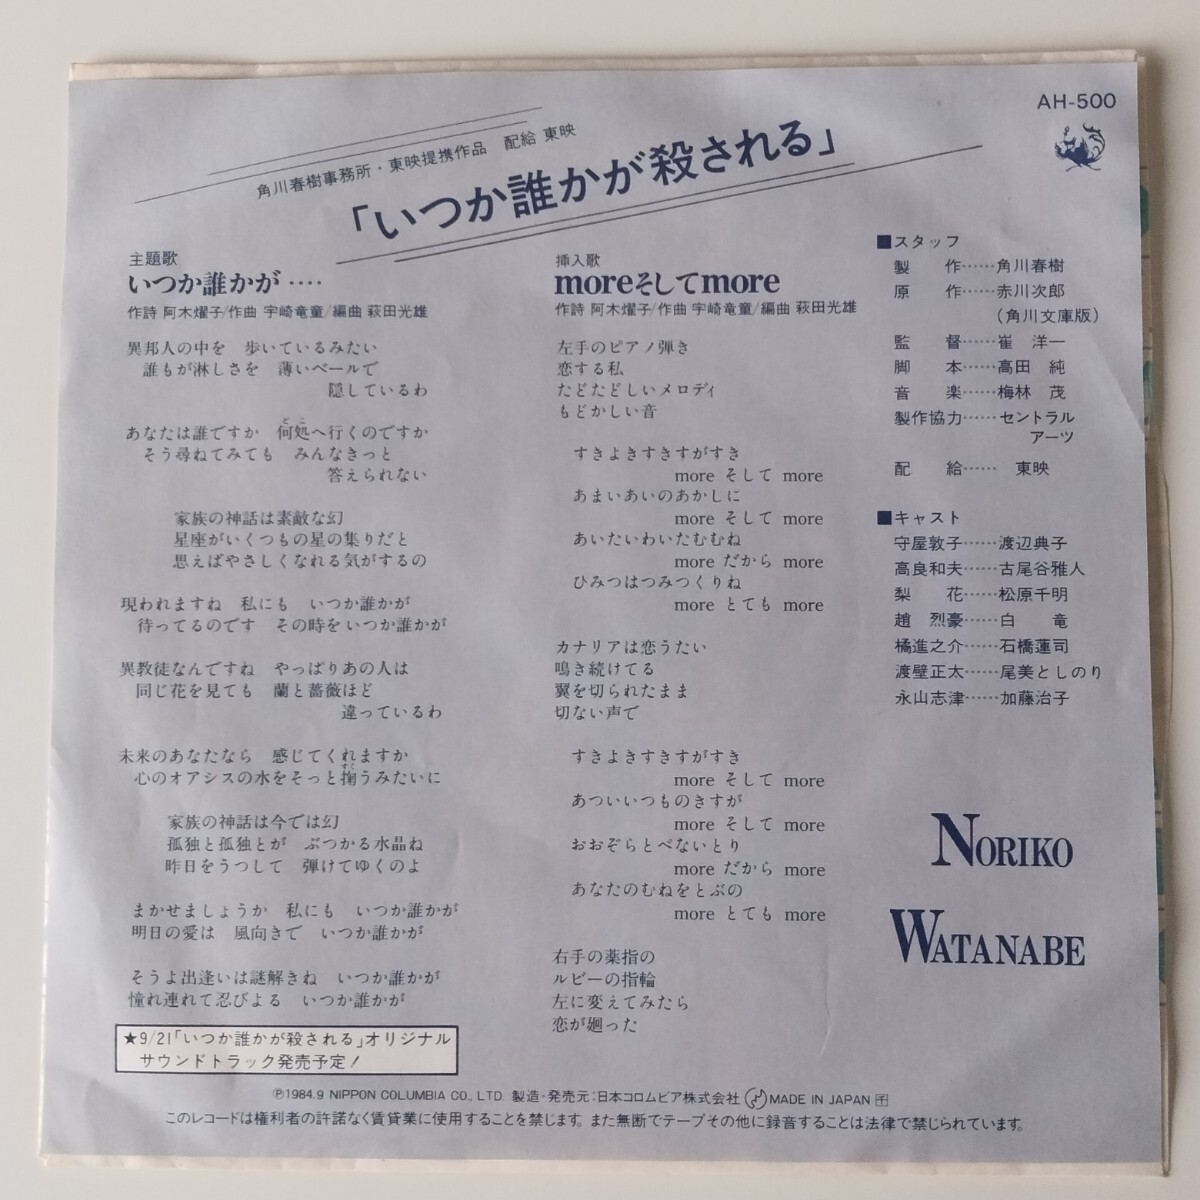 AH-500
角川春樹事務所・東映提携作品 配給 東映
「いつか誰かが殺される」
主題歌
いつか誰かが‥‥
作詩 阿木燿子/作曲 宇崎竜童/編曲 萩田光雄
異邦人の中を 歩いているみたい
誰もが淋しさを 薄いベールで
隠しているわ
あなたは誰ですか 何処へ行くのですか
どこ
そう尋ねてみても みんなきっと
答えられない
家族の神話は素敵な幻
星座がいくつもの星の集りだと
思えばやさしくなれる気がするの
現われますね 私にも いつか誰かが
待ってるのです その時をいつか誰かが
異教徒なんですね やっぱりあの人は
同じ花を見ても 蘭と薔薇ほど
違っているわ
未来のあなたなら 感じてくれますか
心のオアシスの水をそっと掬うみたいに
すく
家族の神話は今では幻
孤独と孤独とが ぶつかる水晶ね
昨日をうつして 弾けてゆくのよ
まかせましょうか 私にも いつか誰かが
明日の愛は 風向きで いつか誰かが
そうよ出逢いは謎解きね いつか誰かが
憧れ連れて忍びよる いつか誰かが
★9/21「いつか誰かが殺される」オリジナル
サウンドトラック発売予定!
挿入歌
moreそしてmore
作詩 阿木燿子/作曲 宇崎竜童/編曲 萩田光雄
左手のピアノ弾き
恋する私
たどたどしいメロディ
もどかしい音
すきよきすきすがすき
more そして more
あまいあいのあかしに
more そして more
あいたいわいたむむね
more だから more
ひみつはつみつくりね
more とても more
カナリアは恋うたい
鳴き続けてる
翼を切られたまま
切ない声で
すきよきすきすがすき
more そして more
あついいつものきすが
more そして more
おおぞらとべないとり
more だから more
あなたのむねをとぶの
more とても more
右手の薬指の
ルビーの指輪
左に変えてみたら
恋が廻った
■スタッフ
製 作……角川春樹
原 作……赤川次郎
(角川文庫版)
監 督……崔 洋一
脚 本……高田 純
音 楽……梅林 茂
製作協力……セントラル
アーツ
配 給…… 東映
■キャスト
守屋敦子……渡辺典子
高良和夫……古尾谷雅人
梨 花……松原千明
趙 烈豪……白 竜
橘進之介……石橋蓮司
渡壁正太……尾美としのり
永山志津……加藤治子
NORIKO
WATANABE
Ⓟ1984.9 NIPPON COLUMBIA CO., LTD. 製造・発売元:日本コロムビア株式会社 MADE IN JAPAN
このレコードは権利者の許諾なく賃貸業に使用することを禁じます。また無断でテープその他に録音することは法律で禁じられています。